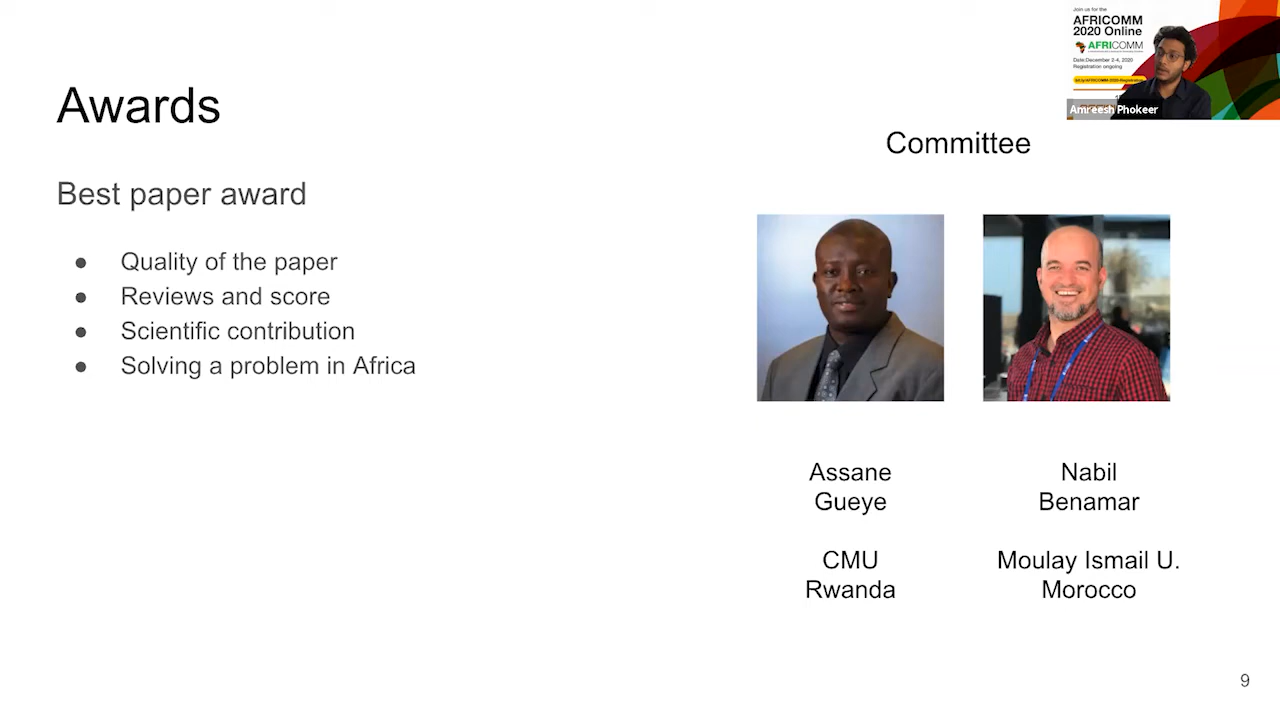 Awards
Best paper award
● Quality of the paper
● Reviews and score
● Scientific contribution
● Solving a problem in Africa
Committee
Assane
Gueye
CMU
Rwanda
Nabil
Benamar
Moulay Ismail U.
Morocco
9
Join us for the
AFRICOMM
2020 Online
AFRICOMM
Date:December 2-4, 2020
Registration ongoing
Amreesh Phokeer